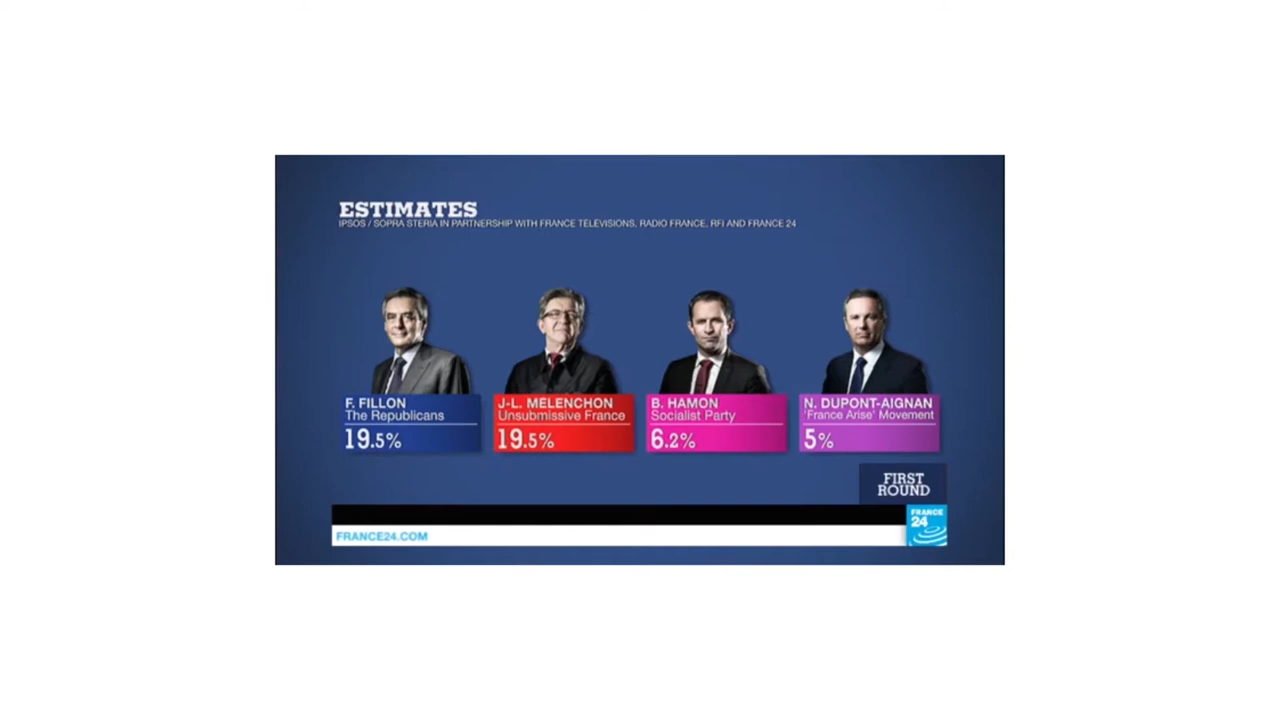 ESTIMATES
IPSOS / SOPRA STERIA IN PARTNERSHIP WITH FRANCE TÉLÉVISIONS, RADIO FRANCE, RFI AND FRANCE 24
F. FILLON
The Republicans
19.5%
J-L. MELENCHON
Unsubmissive France
19.5%
B. HAMON
Socialist Party
6.2%
N. DUPONT-AIGNAN
'France Arise' Movement
5%
FIRST
ROUND
FRANCE
24
FRANCE24.COM